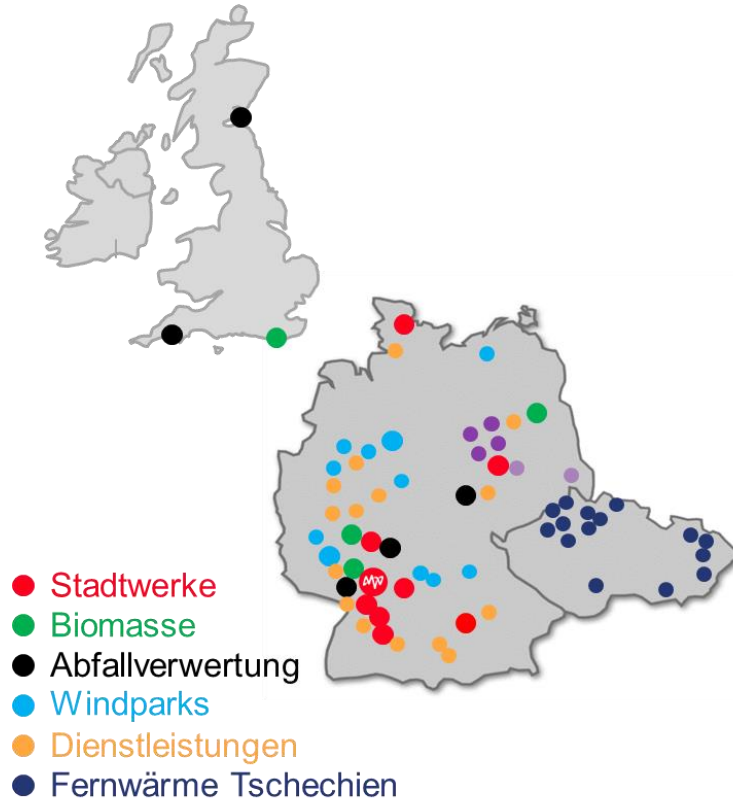 Stadtwerke
Biomasse
Abfallverwertung
Windparks
Dienstleistungen
Fernwärme Tschechien